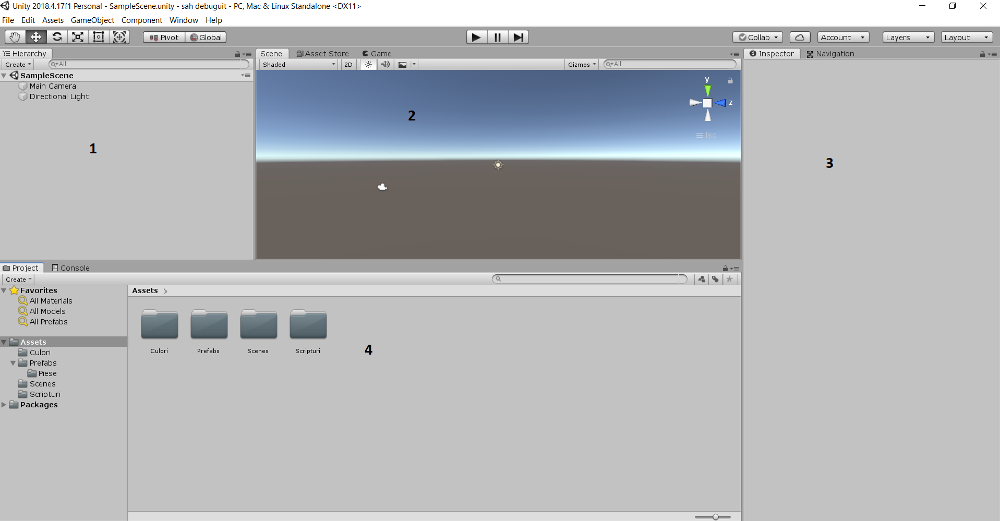 Unity 2018.4.17f1 Personal - SampleScene.unity - sah debuguit - PC, Mac & Linux Standalone <DX11>
File Edit Assets GameObject Component Window Help
Pivot Global Collab Account Layers Layout
Hierarchy
Create All
SampleScene
Main Camera
Directional Light
1
Scene Asset Store Game
Shaded 2D Gizmos All
y
z
Iso
2
Inspector Navigation
3
Project Console
Create
Favorites
All Materials
All Models
All Prefabs
Assets
Culori
Prefabs
Piese
Scenes
Scripturi
Packages
Assets
Culori Prefabs Scenes Scripturi
4